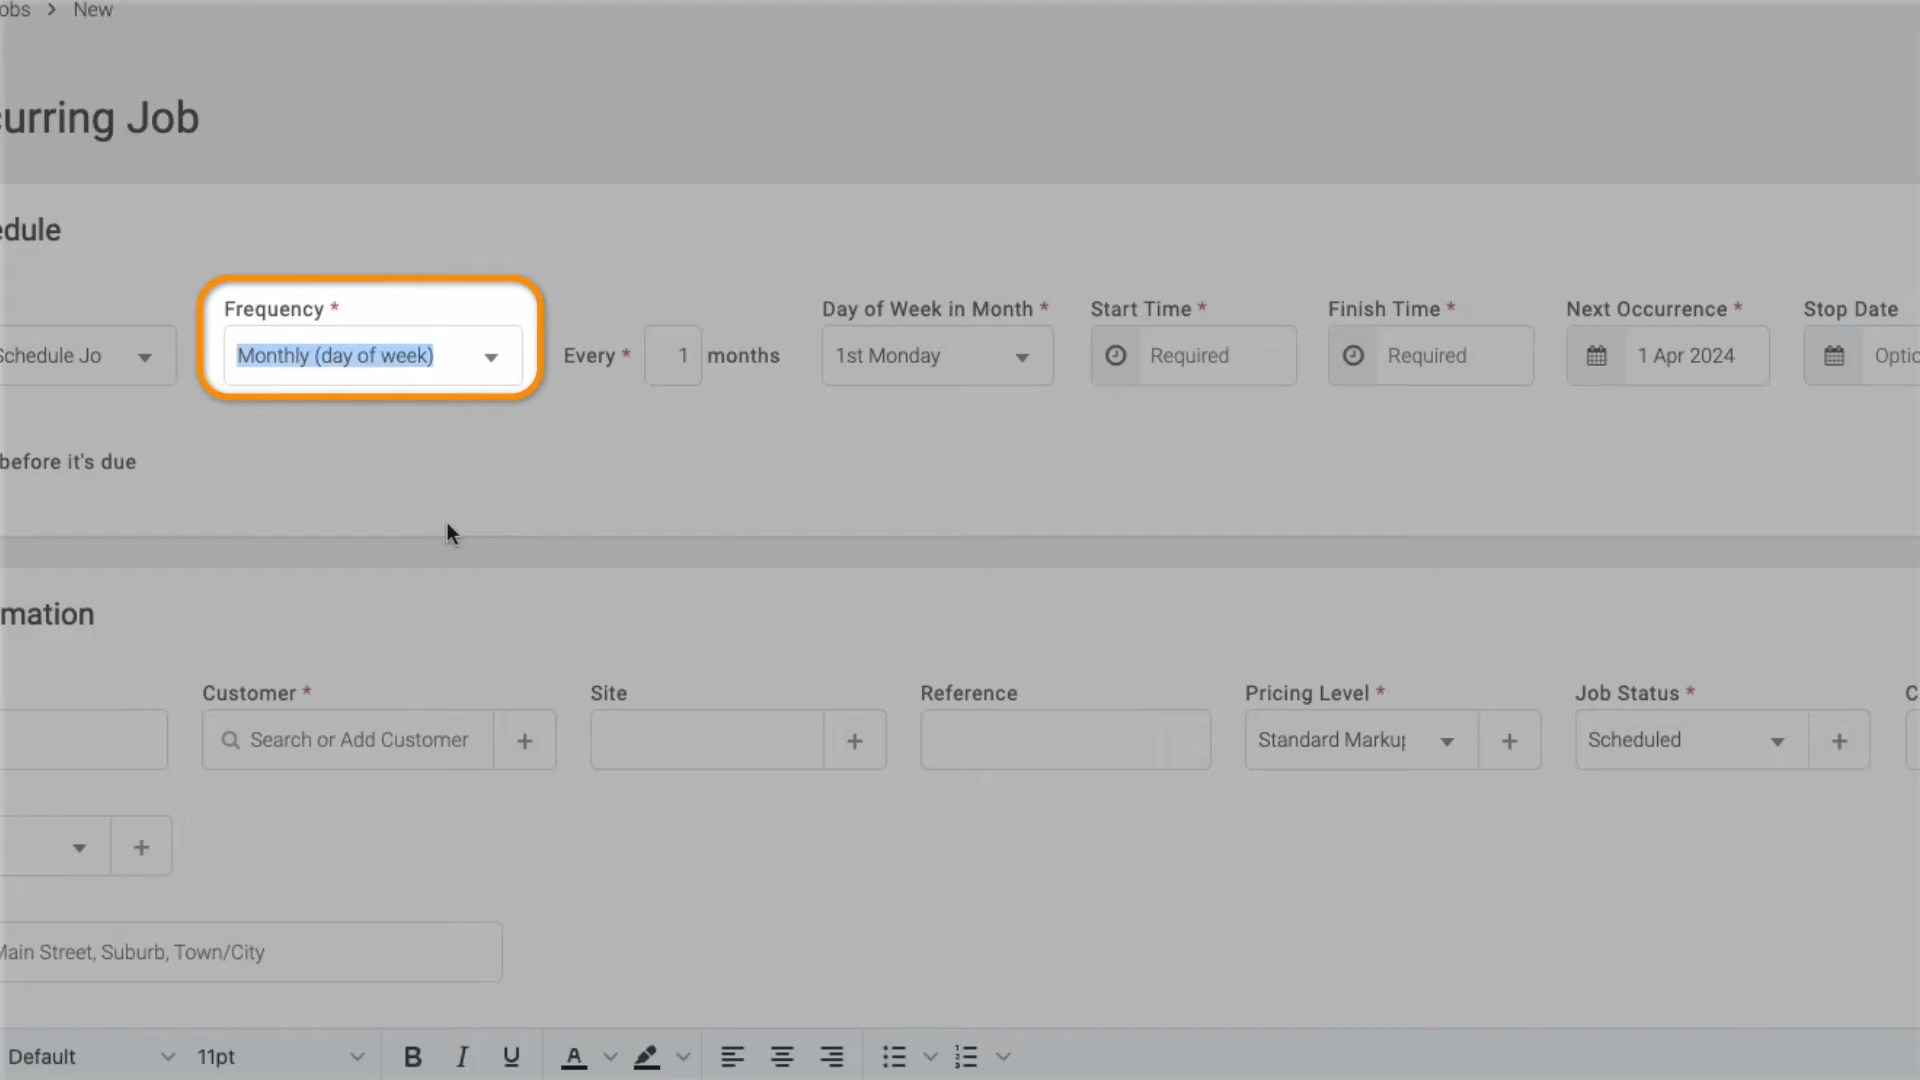 obs > New
curring Job
edule
Frequency *
Day of Week in Month *
Start Time *
Finish Time *
Next Occurrence *
Stop Date
Schedule Jo
Monthly (day of week)
Every *
1
months
1st Monday
Required
Required
1 Apr 2024
Optio
before it's due
mation
Customer *
Site
Reference
Pricing Level *
Job Status *
C
Search or Add Customer
+
+
Standard Markup
+
Scheduled
+
+
Main Street, Suburb, Town/City
Default
11pt
B
I
U
A